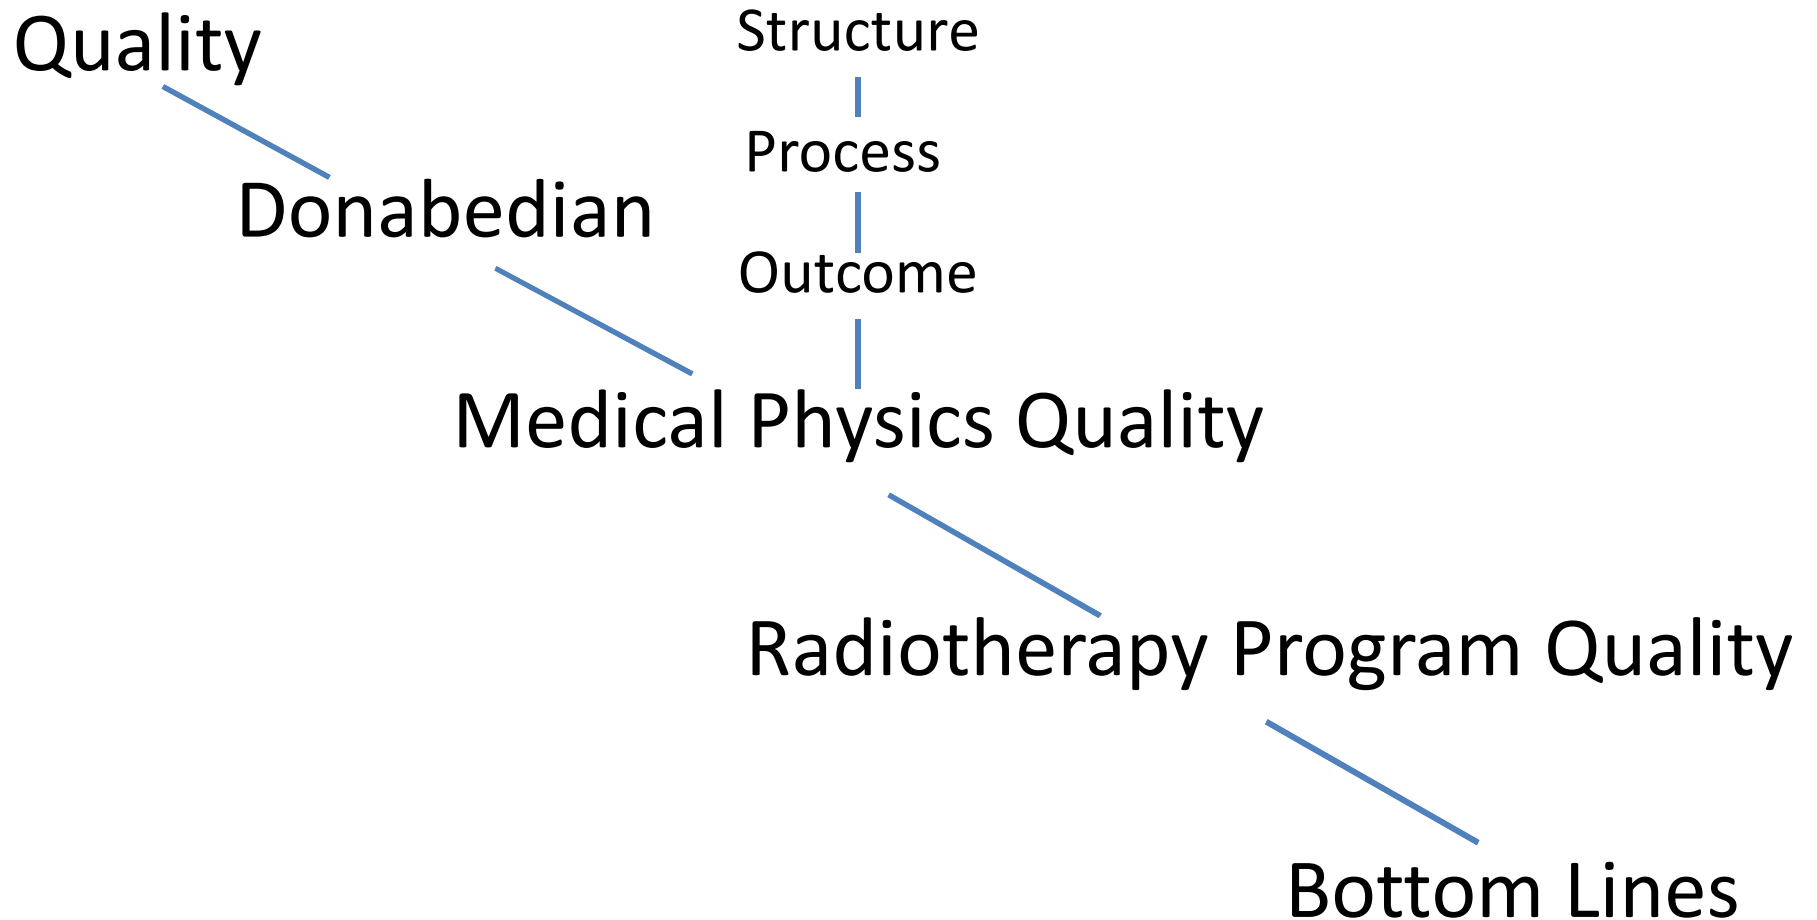 Quality
Structure
Process
Donabedian
Outcome
Medical Physics Quality
Radiotherapy Program Quality
Bottom Lines